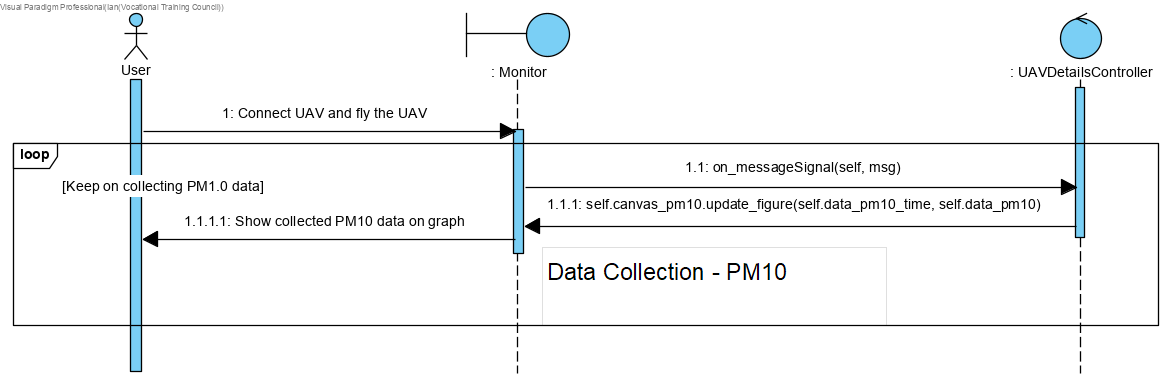 Visual Paradigm Professional(Ian(Vocational Training Council))
User
: Monitor
: UAVDetailsController
1: Connect UAV and fly the UAV
loop
1.1: on_messageSignal(self, msg)
[Keep on collecting PM1.0 data]
1.1.1: self.canvas_pm10.update_figure(self.data_pm10_time, self.data_pm10)
1.1.1.1: Show collected PM10 data on graph
Data Collection - PM10